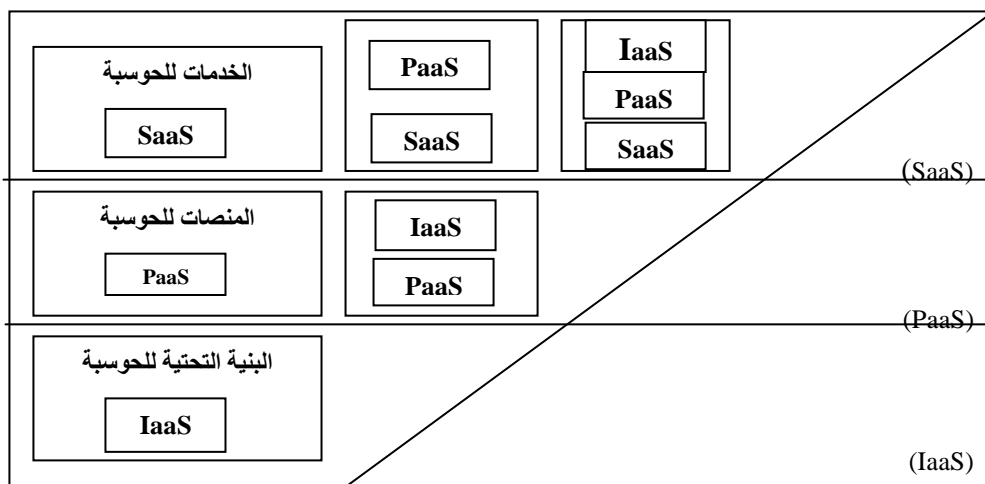 الخدمات للحوسبة
SaaS
PaaS
SaaS
IaaS
PaaS
SaaS
(SaaS)
المنصات للحوسبة
PaaS
IaaS
PaaS
(PaaS)
البنية التحتية للحوسبة
IaaS
(IaaS)